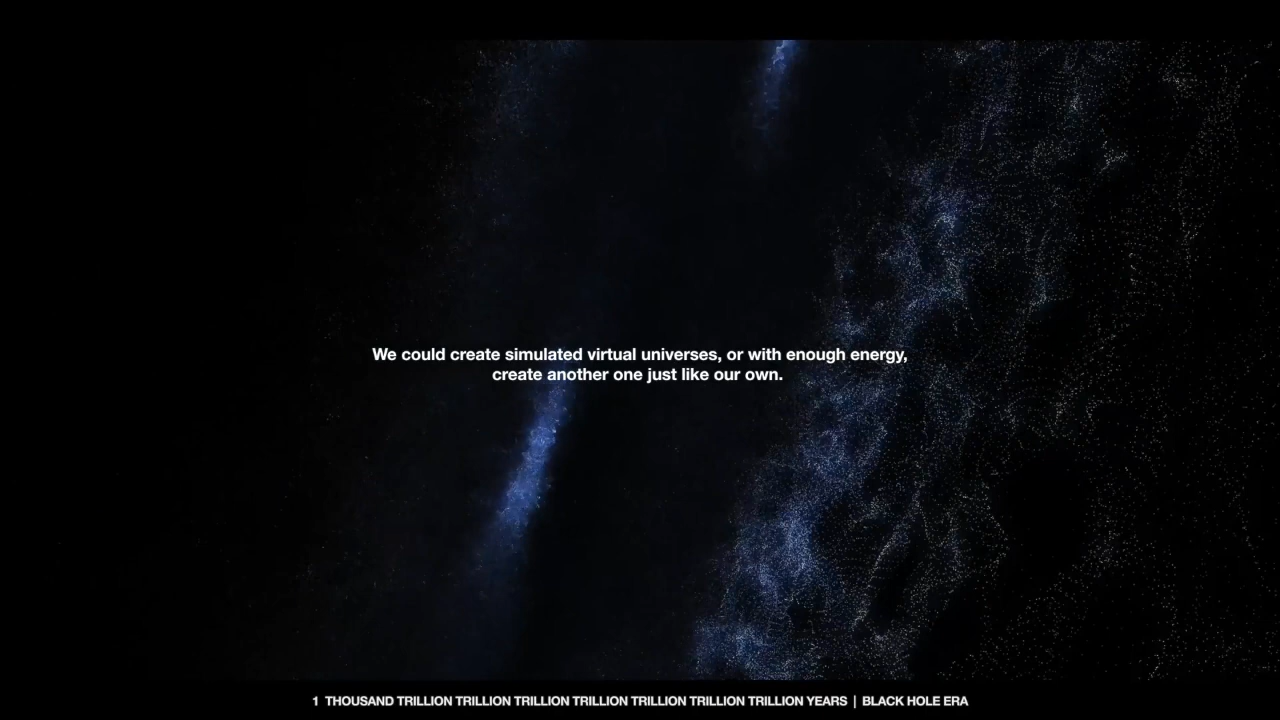 We could create simulated virtual universes, or with enough energy,
create another one just like our own.
1 THOUSAND TRILLION TRILLION TRILLION TRILLION TRILLION TRILLION TRILLION YEARS | BLACK HOLE ERA